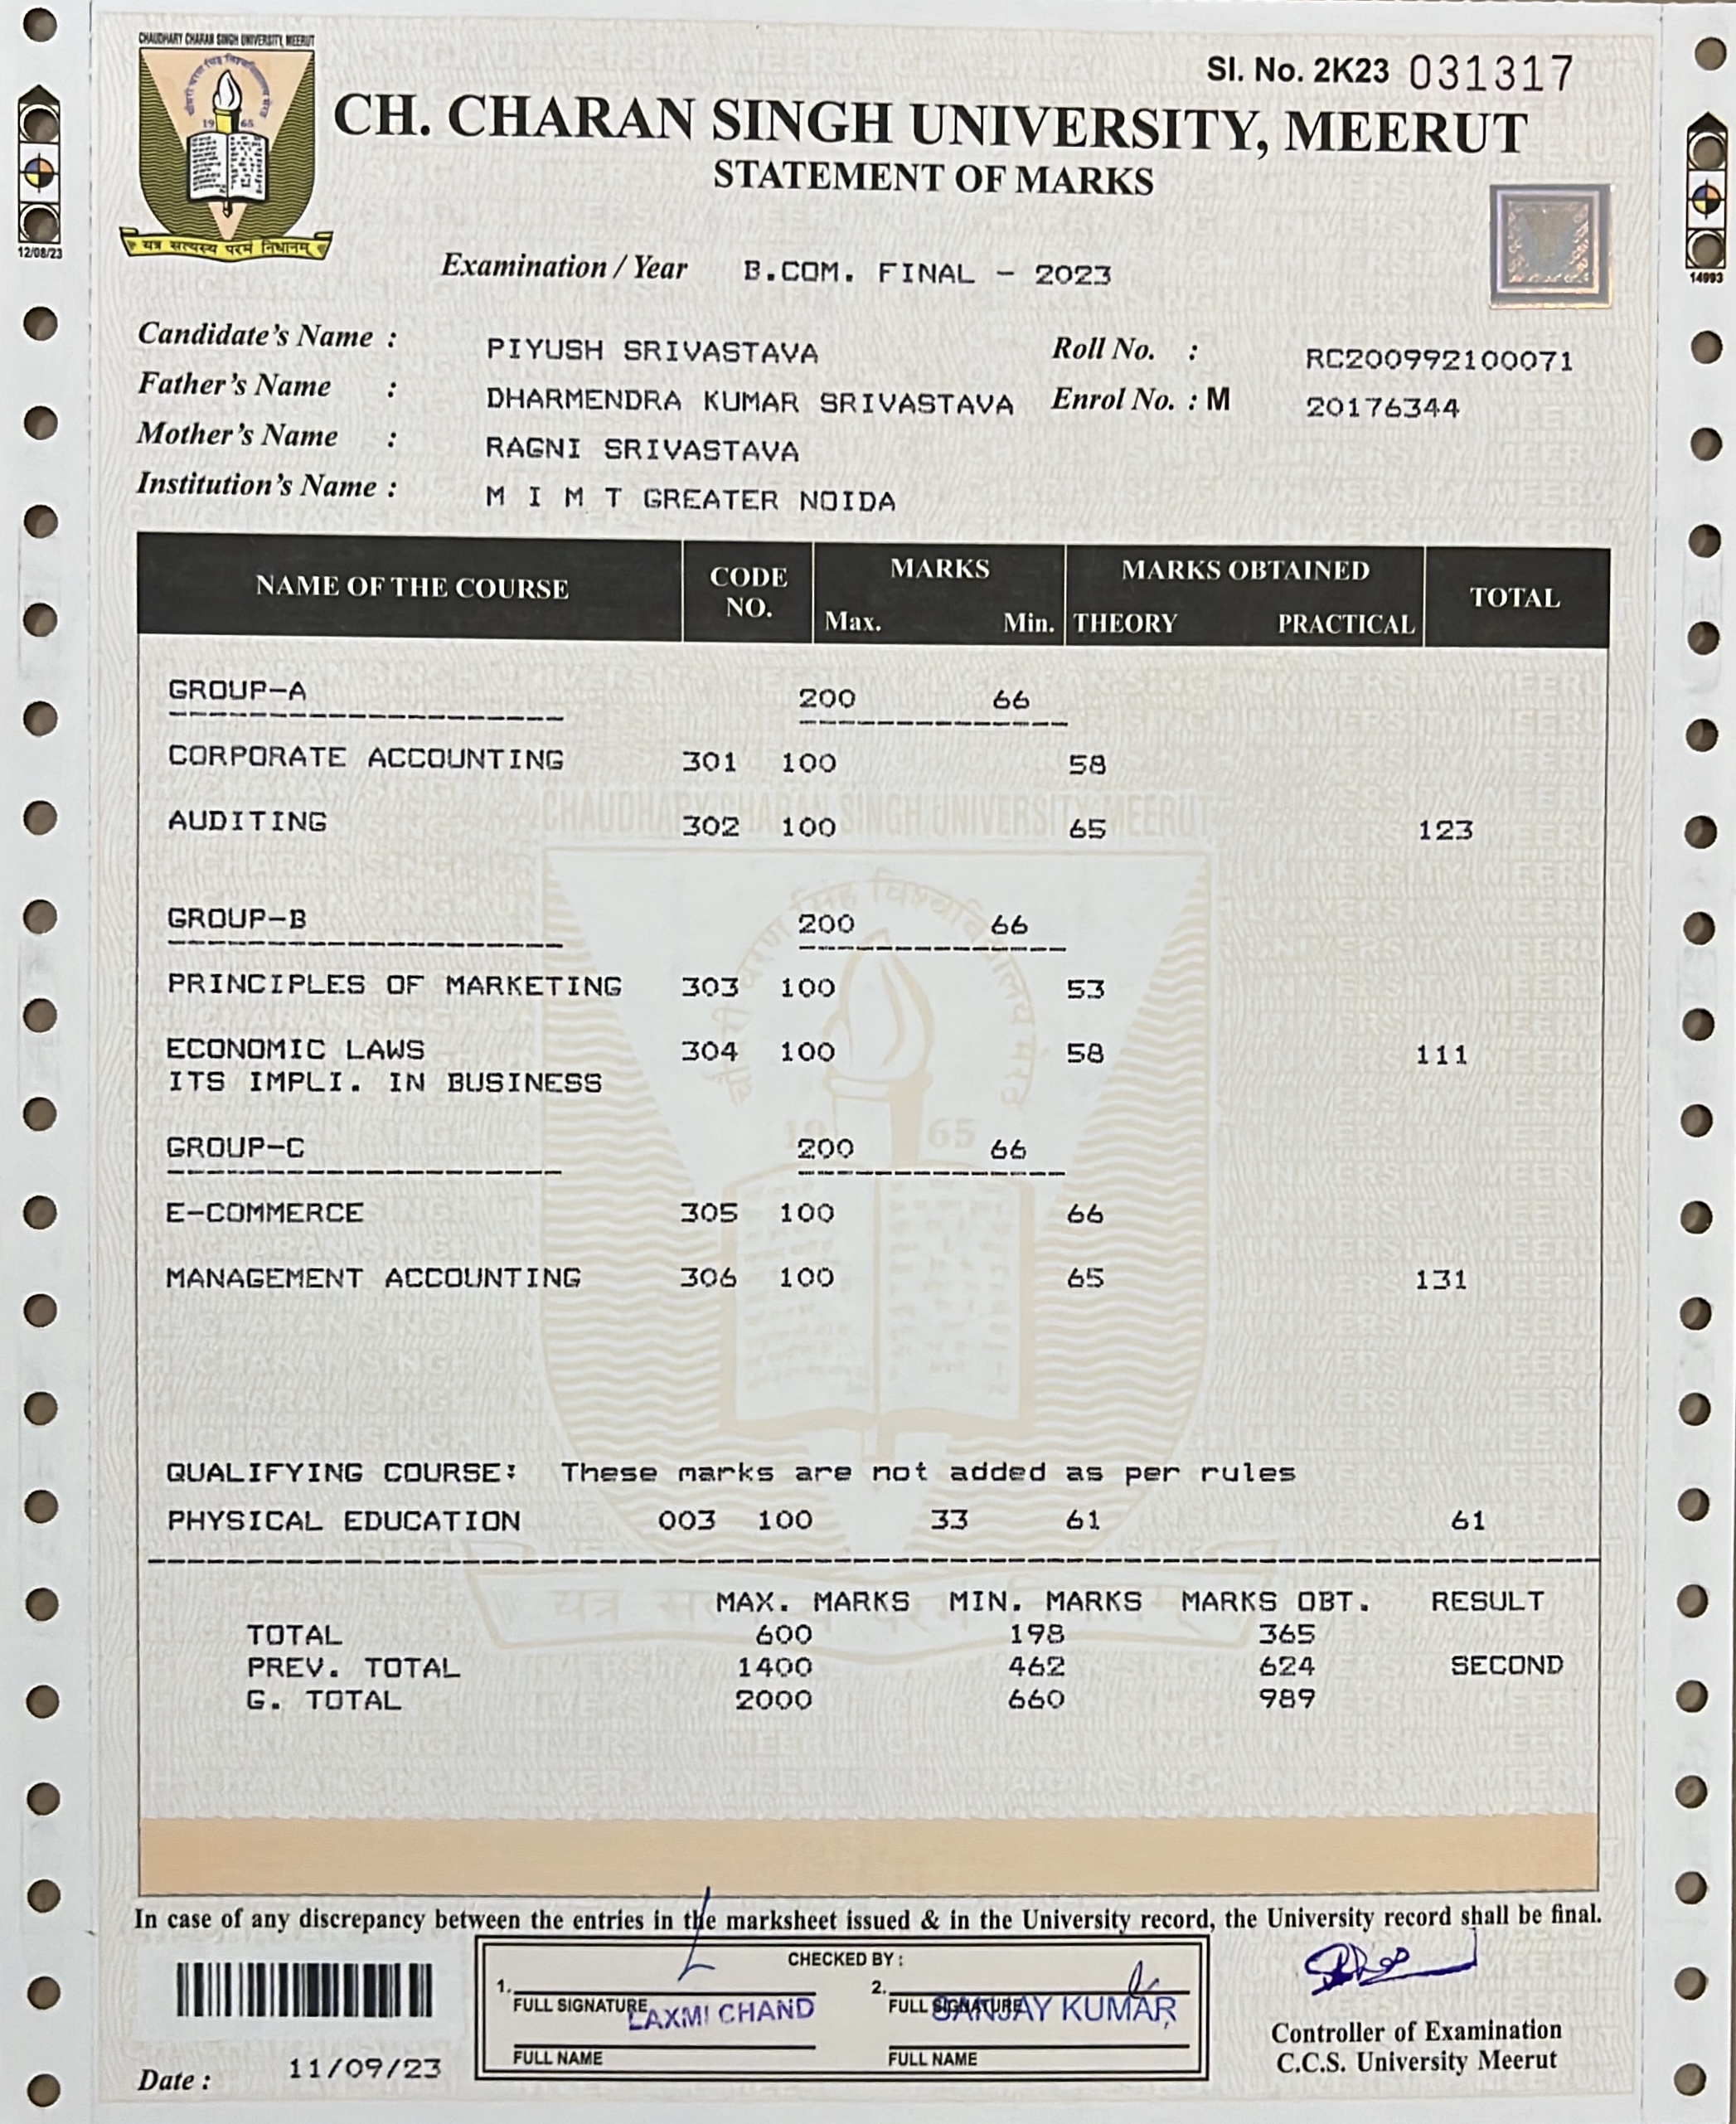 CHAUDHARY CHARAN SINGH UNIVERSITY, MEERUT
Sl. No. 2K23 031317
19 65
यत्र सत्यस्य परमं निधानम्
CH. CHARAN SINGH UNIVERSITY, MEERUT
STATEMENT OF MARKS
12/08/23
14993
Examination / Year B.COM. FINAL - 2023
Candidate's Name : PIYUSH SRIVASTAVA Roll No. : RC200992100071
Father's Name : DHARMENDRA KUMAR SRIVASTAVA Enrol No. : M 20176344
Mother's Name : RAGNI SRIVASTAVA
Institution's Name : M I M T GREATER NOIDA
NAME OF THE COURSE CODE NO. MARKS Max. Min. MARKS OBTAINED THEORY PRACTICAL TOTAL
GROUP-A 200 66
CORPORATE ACCOUNTING 301 100 58
AUDITING 302 100 65 123
GROUP-B 200 66
PRINCIPLES OF MARKETING 303 100 53
ECONOMIC LAWS 304 100 58 111
ITS IMPLI. IN BUSINESS
GROUP-C 200 66
E-COMMERCE 305 100 66
MANAGEMENT ACCOUNTING 306 100 65 131
QUALIFYING COURSE: These marks are not added as per rules
PHYSICAL EDUCATION 003 100 33 61 61
MAX. MARKS MIN. MARKS MARKS OBT. RESULT
TOTAL 600 198 365
PREV. TOTAL 1400 462 624 SECOND
G. TOTAL 2000 660 989
In case of any discrepancy between the entries in the marksheet issued & in the University record, the University record shall be final.
CHECKED BY :
1. 2.
FULL SIGNATURE LAXMI CHAND FULL SIGNATURE SANJAY KUMAR
FULL NAME FULL NAME
Controller of Examination
C.C.S. University Meerut
Date : 11/09/23